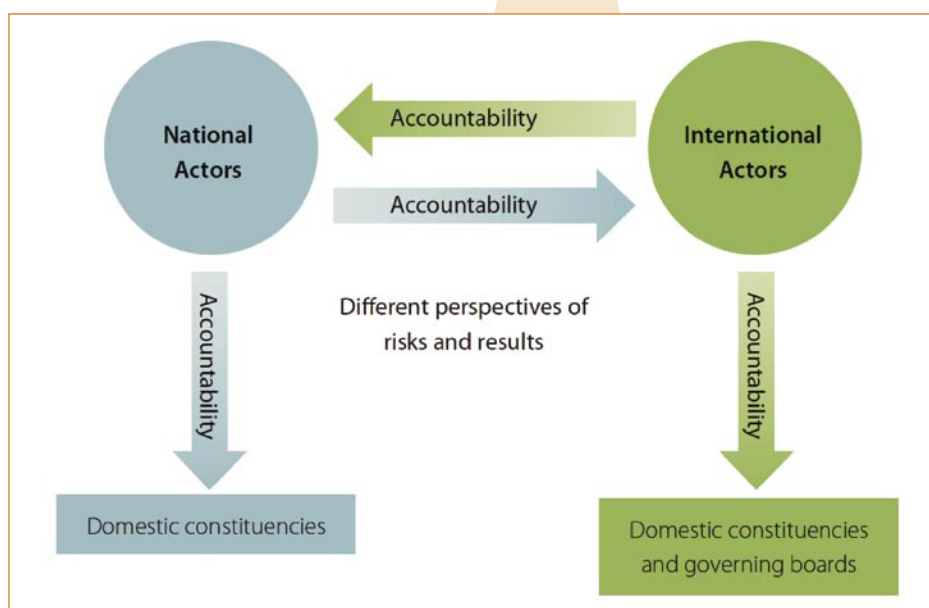 National
Actors
Accountability
International
Actors
Accountability
Accountability
Different perspectives of
risks and results
Accountability
Domestic constituencies
Domestic constituencies
and governing boards